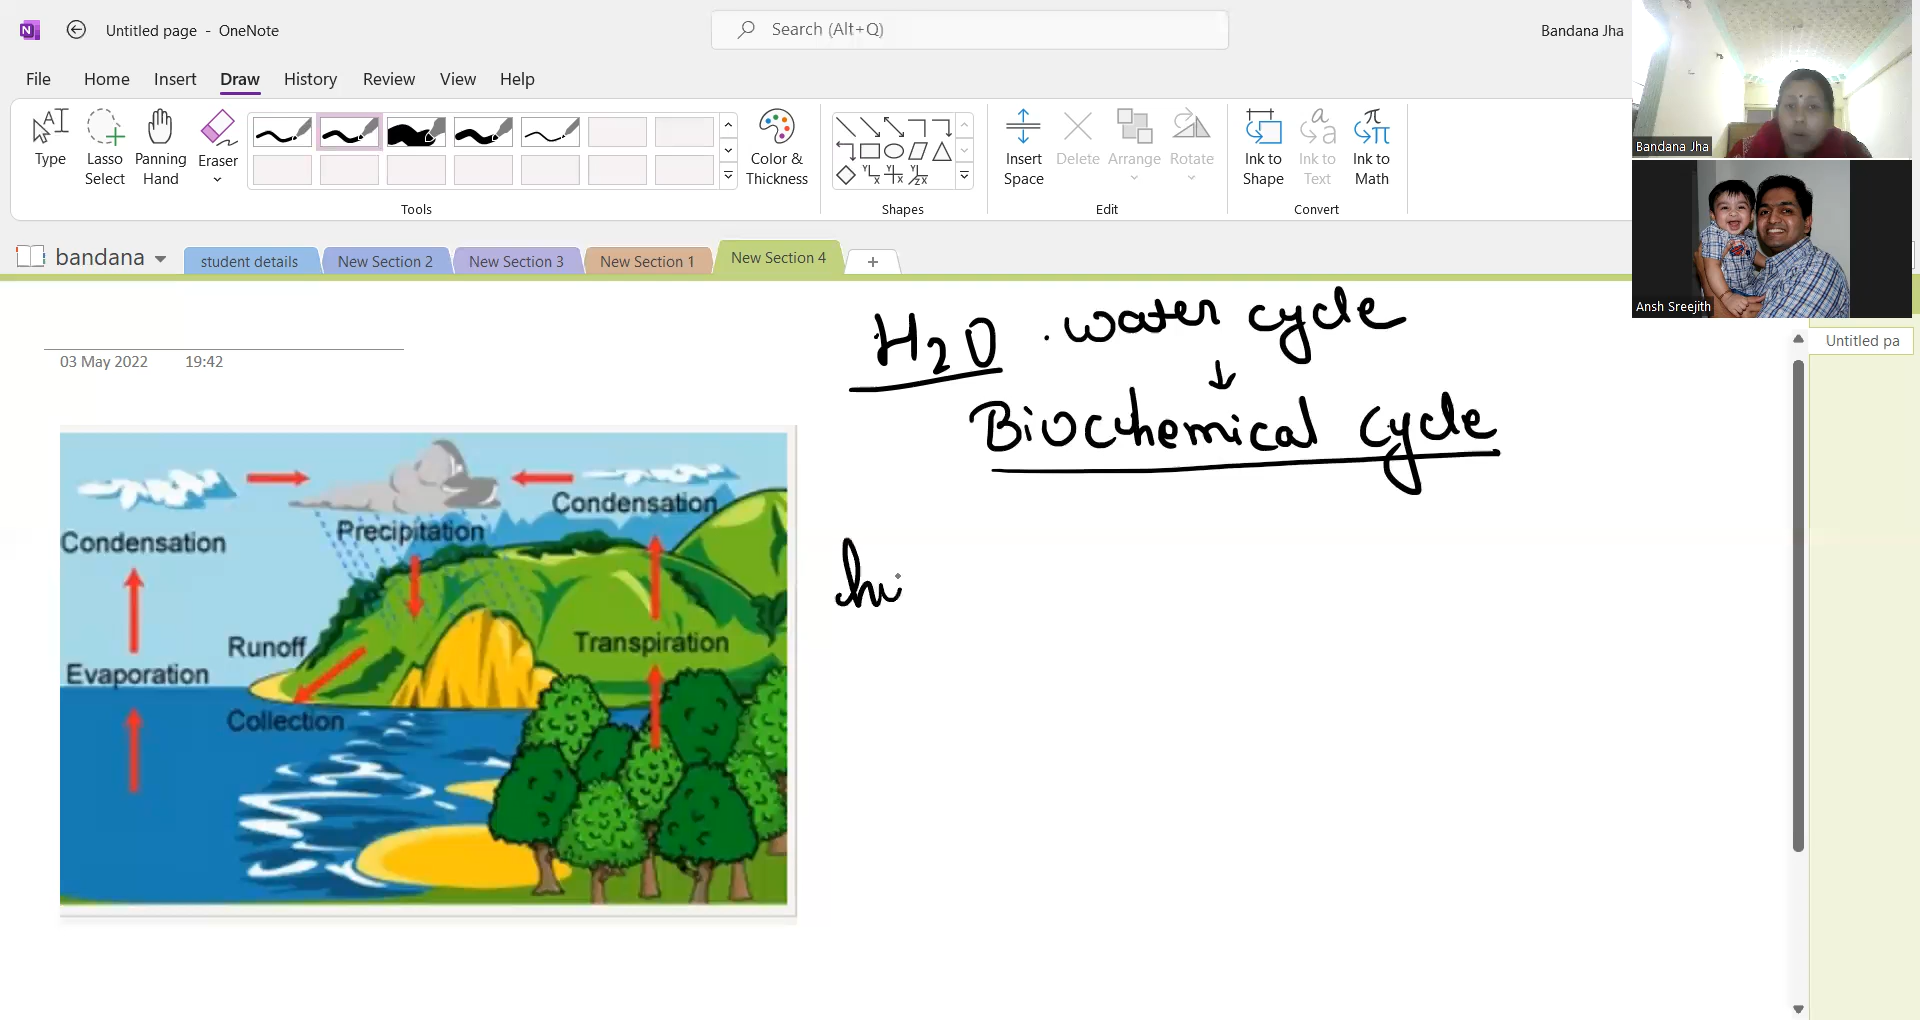 Untitled page - OneNote
Search (Alt+Q)
Bandana Jha
File Home Insert Draw History Review View Help
Type
Lasso Select
Panning Hand
Eraser
Color & Thickness
Insert Space
Delete
Arrange
Rotate
Ink to Shape
Ink to Text
Ink to Math
Tools
Shapes
Edit
Convert
Bandana Jha
Ansh Sreejith
bandana
student details
New Section 2
New Section 3
New Section 1
New Section 4
Untitled pa
03 May 2022 19:42
H2O . water cycle
Biochemical cycle
Condensation
Precipitation
Condensation
Runoff
Transpiration
Evaporation
Collection